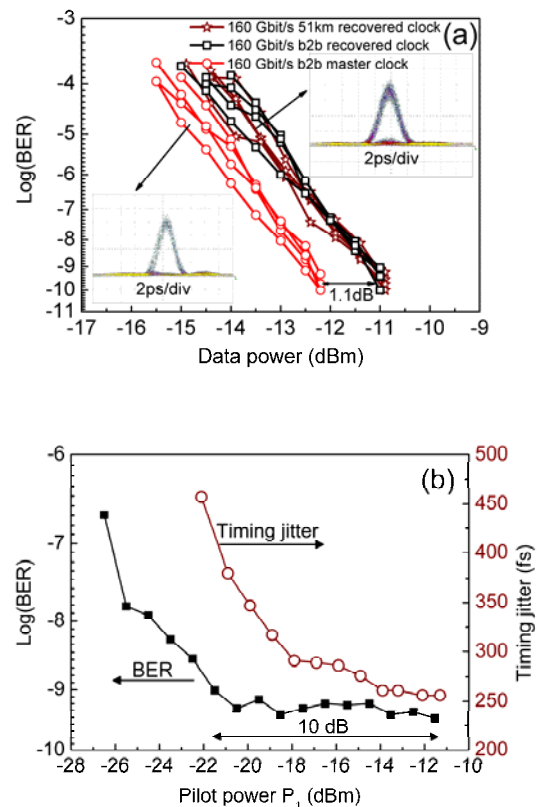 -3
-4
-5
-6
-7
-8
-9
-10
-11
Log(BER)
160 Gbit/s 51km recovered clock
160 Gbit/s b2b recovered clock
160 Gbit/s b2b master clock
(a)
2ps/div
2ps/div
1.1dB
-17 -16 -15 -14 -13 -12 -11 -10 -9
Data power (dBm)
-6
-7
-8
-9
-10
Log(BER)
(b)
Timing jitter
BER
10 dB
500
450
400
350
300
250
200
Timing jitter (fs)
-28 -26 -24 -22 -20 -18 -16 -14 -12 -10
Pilot power P1 (dBm)